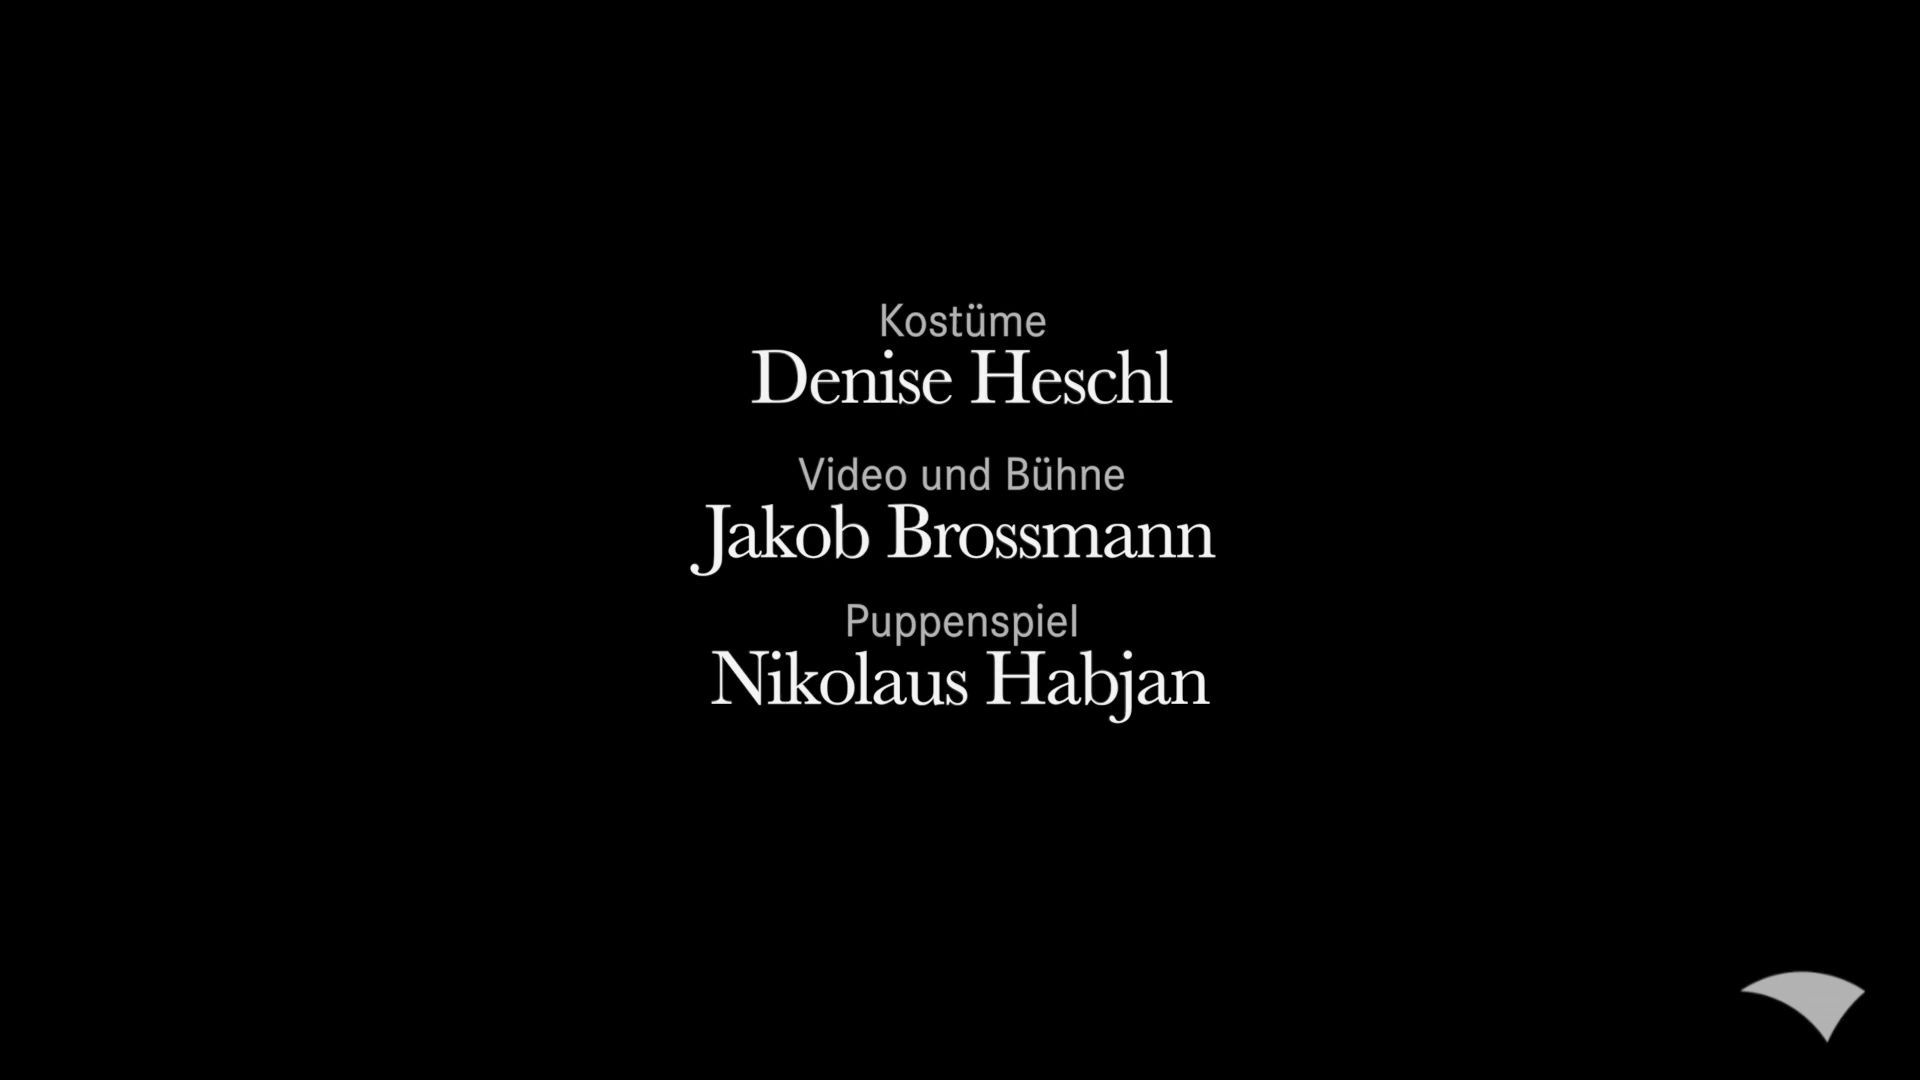 Kostüme
Denise Heschl
Video und Bühne
Jakob Brossmann
Puppenspiel
Nikolaus Habjan